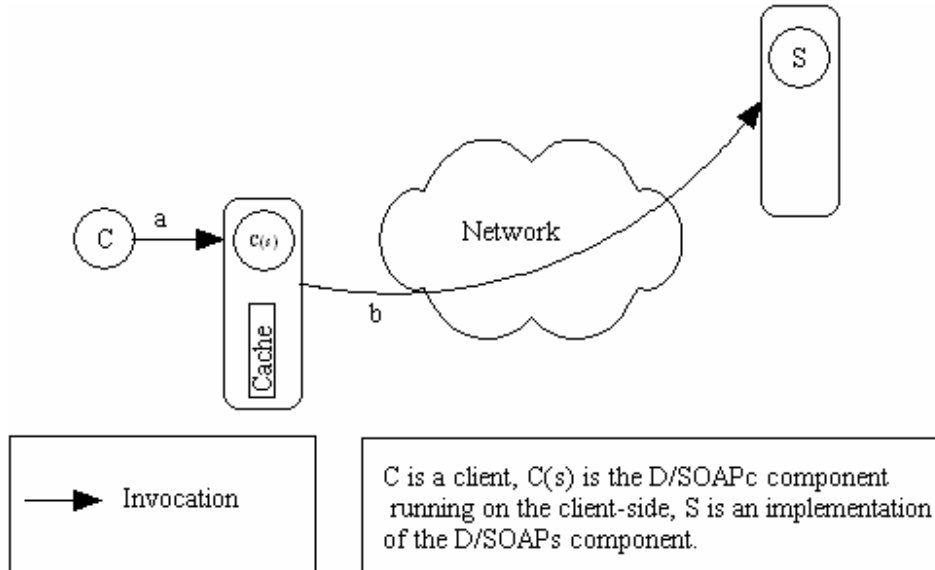 S
Network
C
a
C(s)
b
Cache
Invocation
C is a client, C(s) is the D/SOAPc component
running on the client-side, S is an implementation
of the D/SOAPs component.